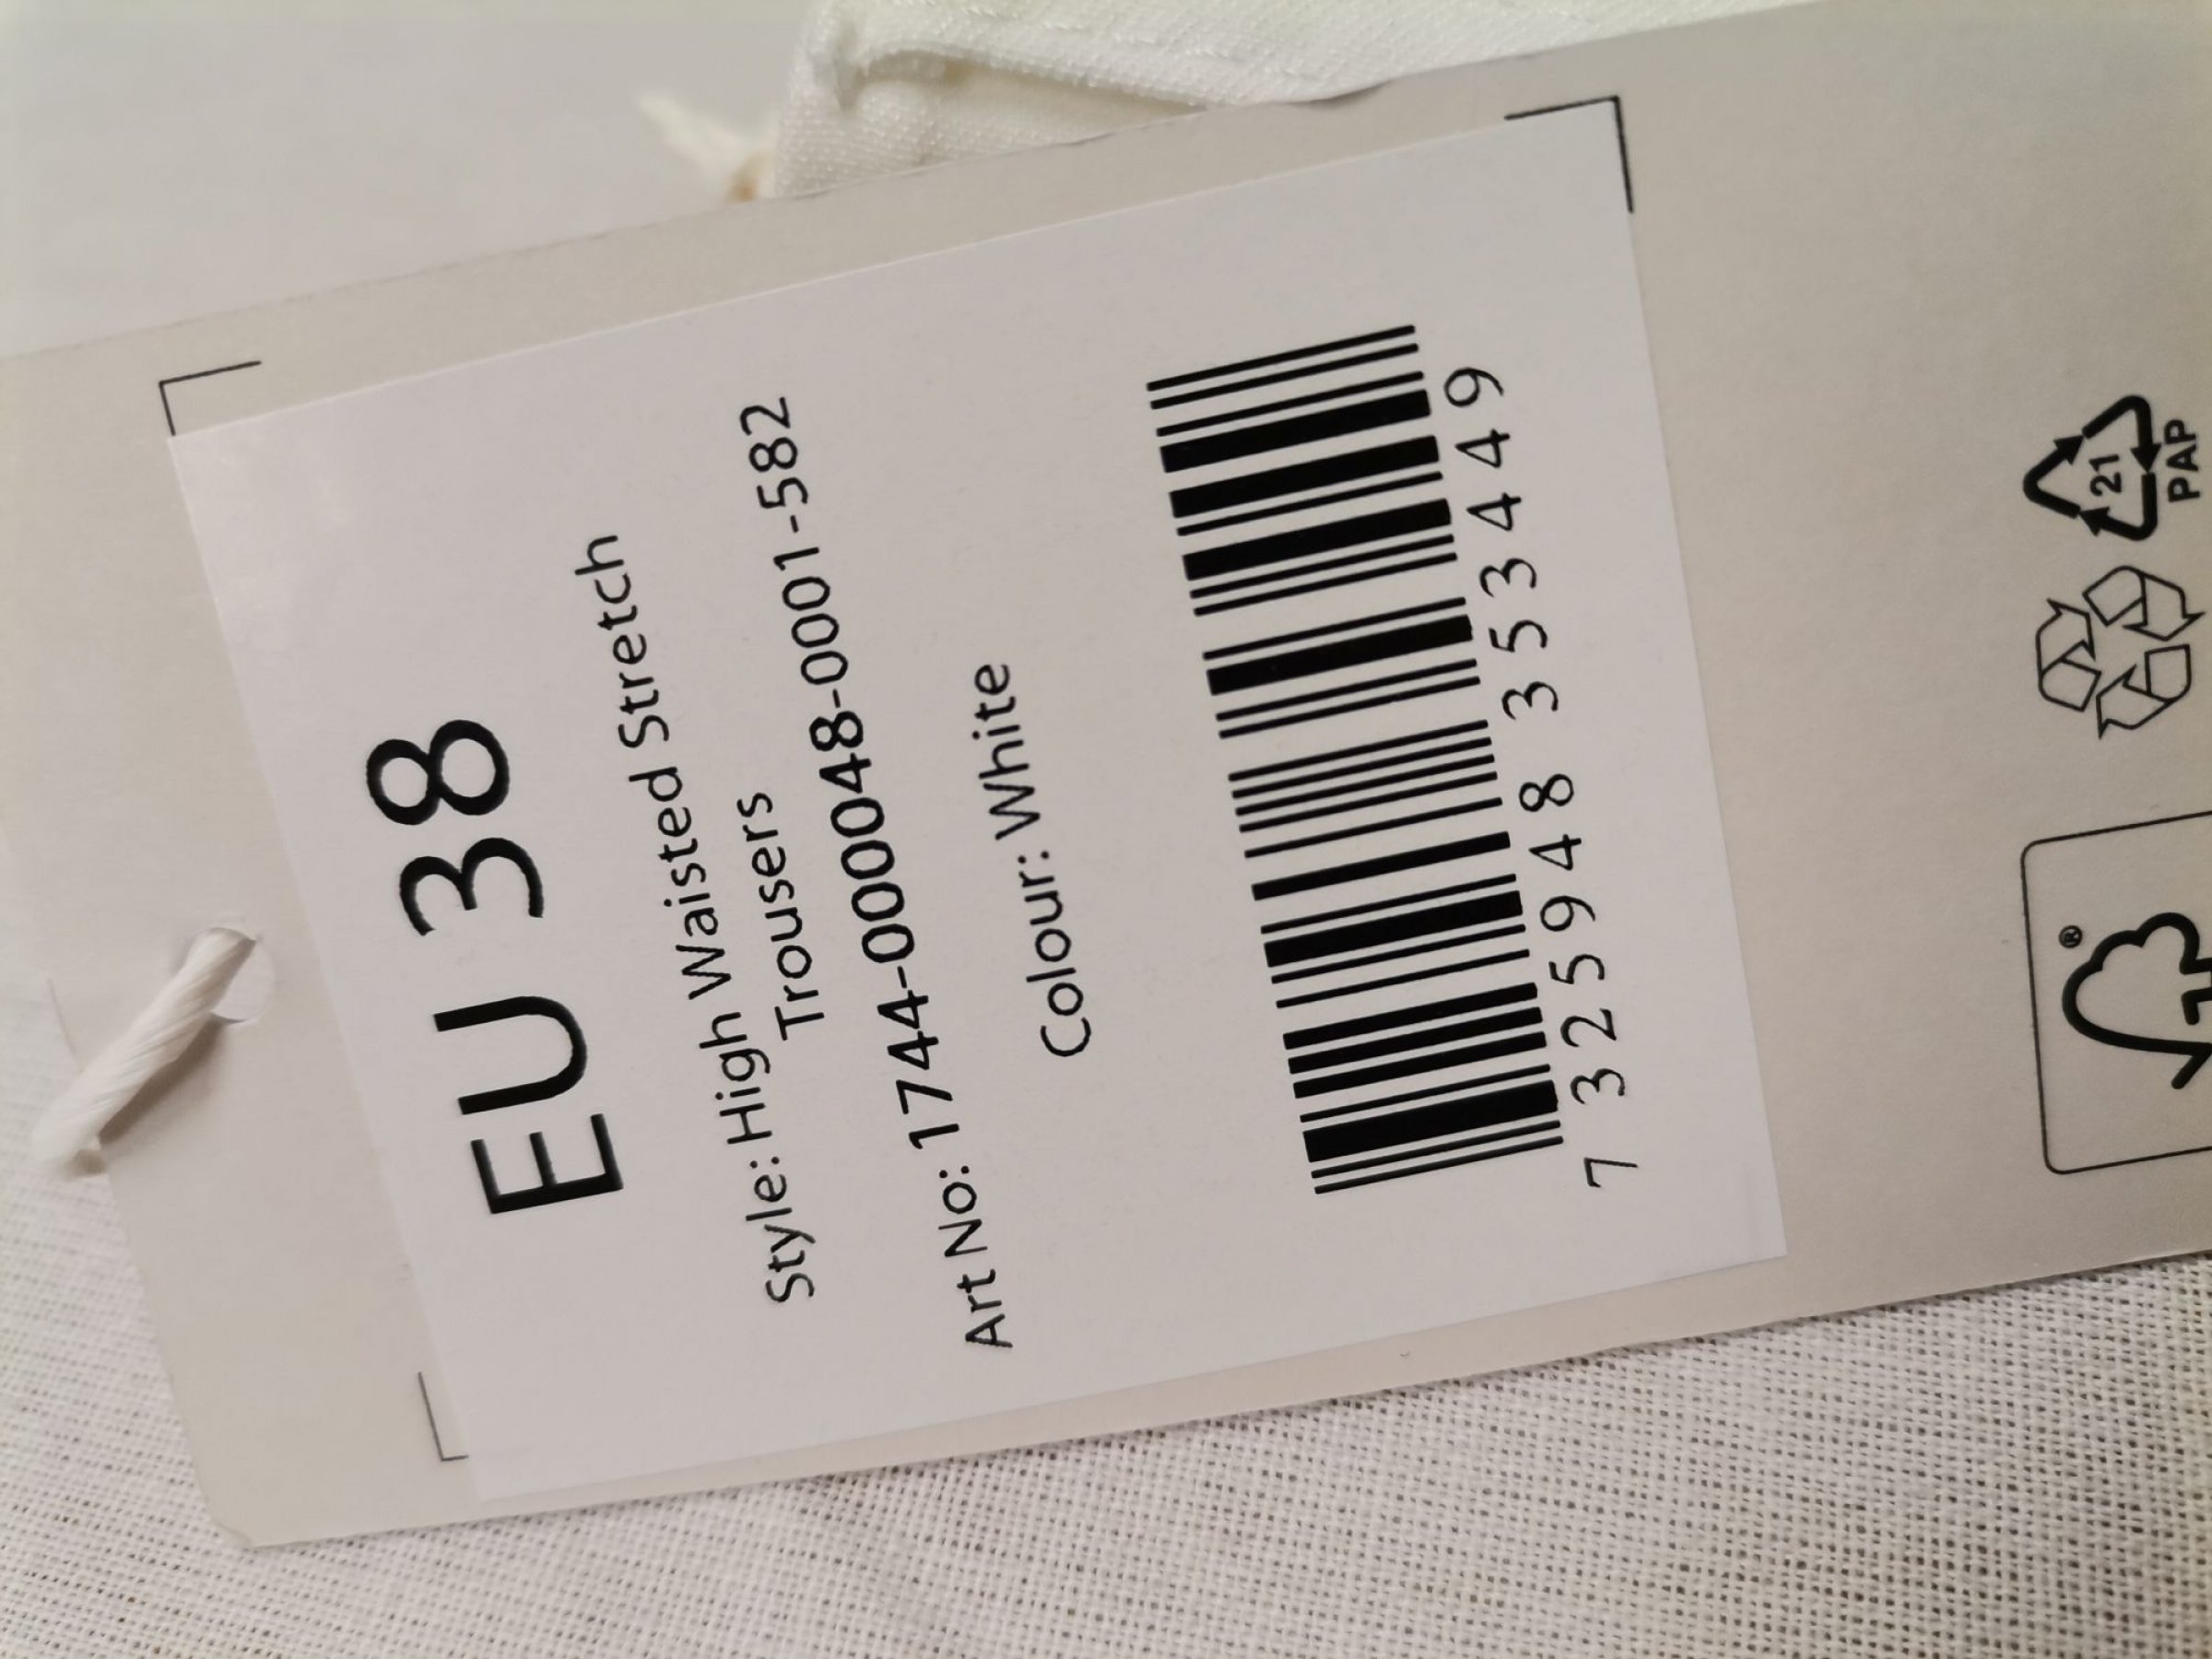 EU 38
Style: High Waisted Stretch
Trousers
Art No: 1744-000048-0001-582
Colour: White
7 325948 353449
21
PAP
®